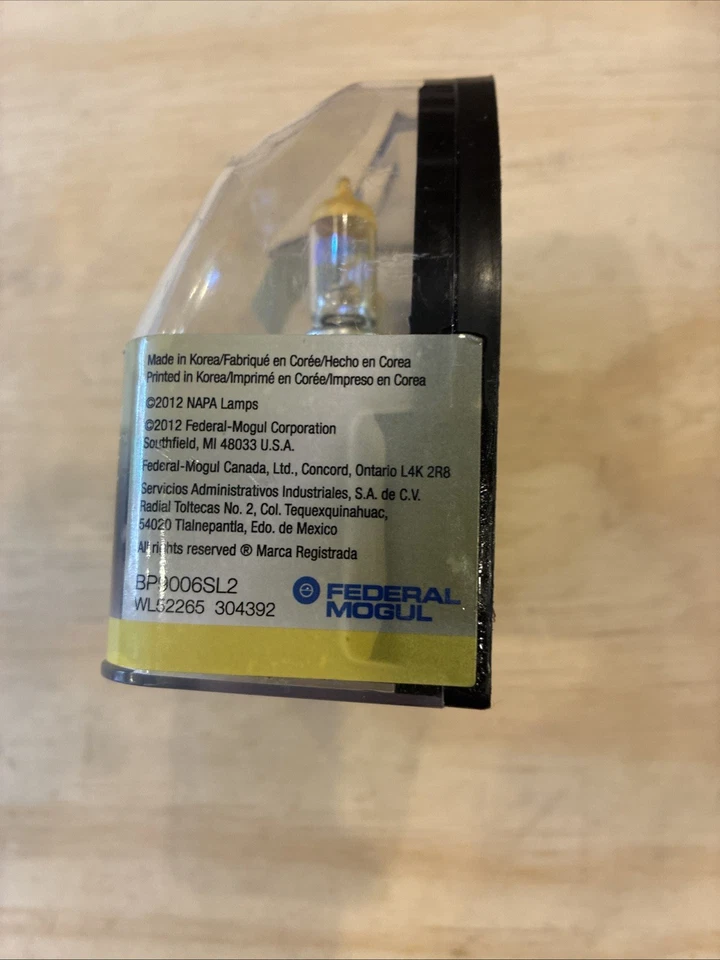 Made in Korea/Fabriqué en Corée/Hecho en Corea
Printed in Korea/Imprimé en Corée/Impreso en Corea
©2012 NAPA Lamps
©2012 Federal-Mogul Corporation
Southfield, MI 48033 U.S.A.
Federal-Mogul Canada, Ltd., Concord, Ontario L4K 2R8
Servicios Administrativos Industriales, S.A. de C.V.
Radial Toltecas No. 2, Col. Tequexquinahuac,
54020 Tlalnepantla, Edo. de Mexico
All rights reserved ® Marca Registrada
BP9006SL2
WL52265 304392
FEDERAL
MOGUL